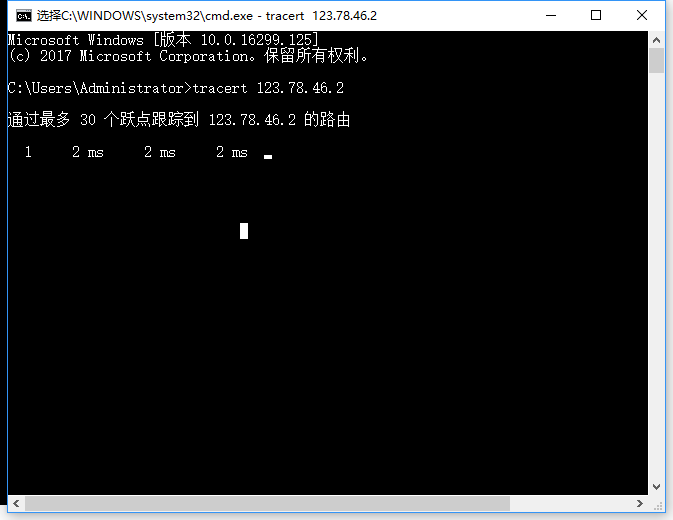 选择C:\WINDOWS\system32\cmd.exe - tracert  123.78.46.2
Microsoft Windows [版本 10.0.16299.125]
(c) 2017 Microsoft Corporation。保留所有权利。
C:\Users\Administrator>tracert 123.78.46.2
通过最多 30 个跃点跟踪到 123.78.46.2 的路由
1     2 ms     2 ms     2 ms